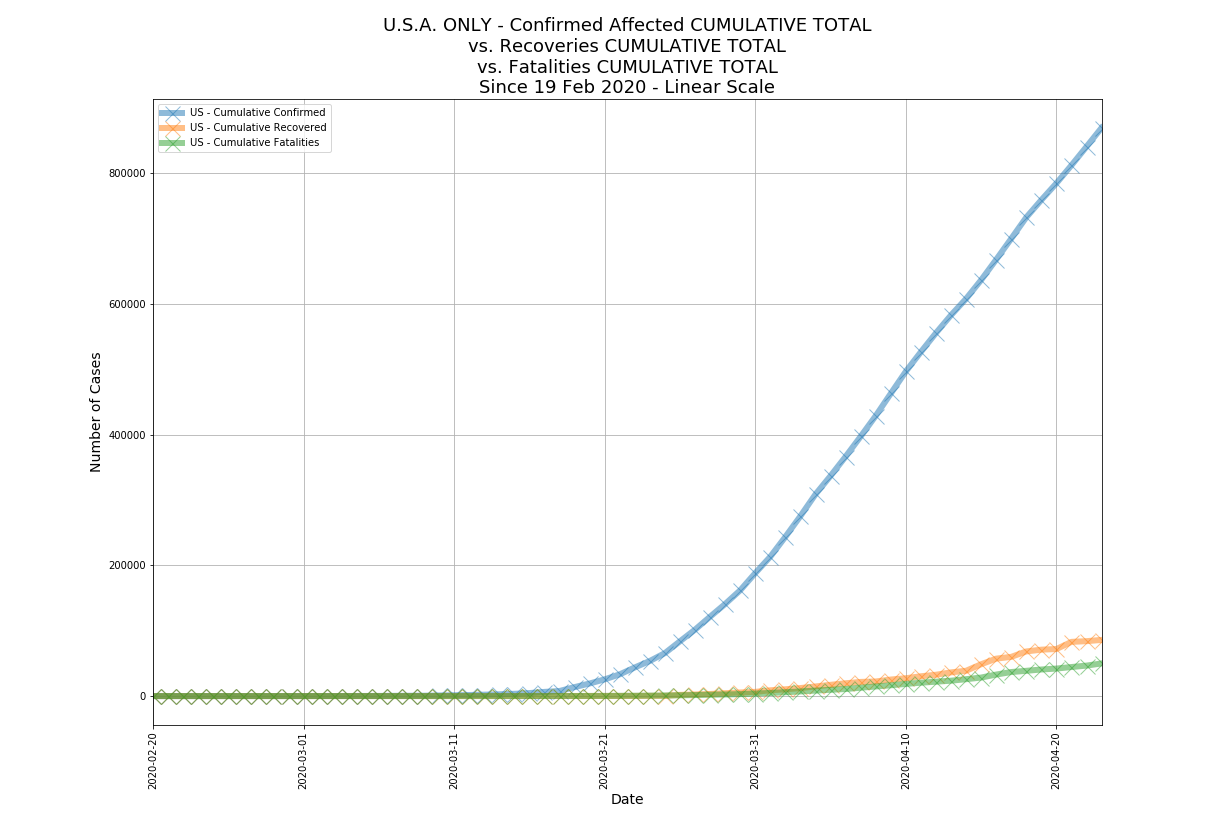 U.S.A. ONLY - Confirmed Affected CUMULATIVE TOTAL
vs. Recoveries CUMULATIVE TOTAL
vs. Fatalities CUMULATIVE TOTAL
Since 19 Feb 2020 - Linear Scale
US - Cumulative Confirmed
US - Cumulative Recovered
US - Cumulative Fatalities
Number of Cases
800000
600000
400000
200000
0
2020-02-20
2020-03-01
2020-03-11
2020-03-21
2020-03-31
2020-04-10
2020-04-20
Date